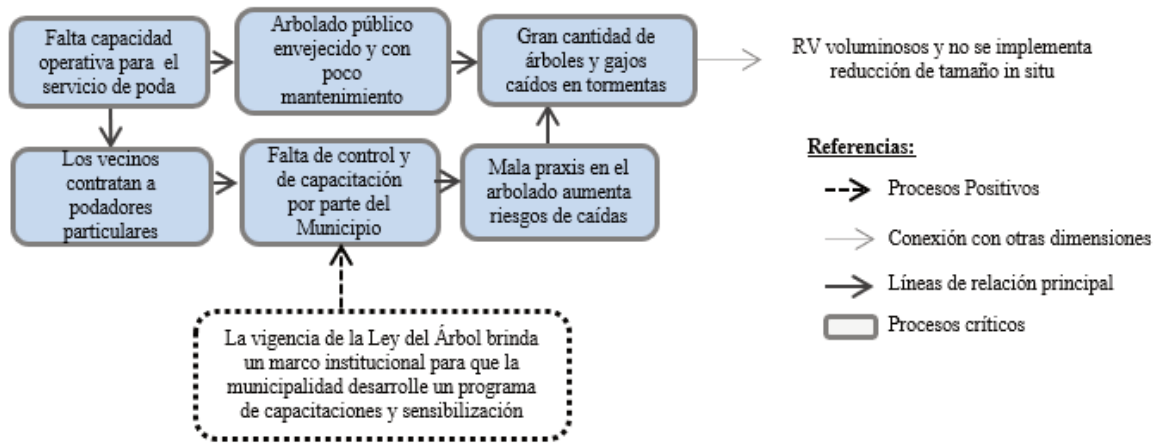 Falta capacidad
operativa para el
servicio de poda
Arbolado público
envejecido y con
poco
mantenimiento
Gran cantidad de
árboles y gajos
caídos en tormentas
RV voluminosos y no se implementa
reducción de tamaño in situ
Los vecinos
contratan a
podadores
particulares
Falta de control y
de capacitación
por parte del
Municipio
Mala praxis en el
arbolado aumenta
riesgos de caídas
La vigencia de la Ley del Árbol brinda
un marco institucional para que la
municipalidad desarrolle un programa
de capacitaciones y sensibilización
Referencias:
Procesos Positivos
Conexión con otras dimensiones
Líneas de relación principal
Procesos críticos